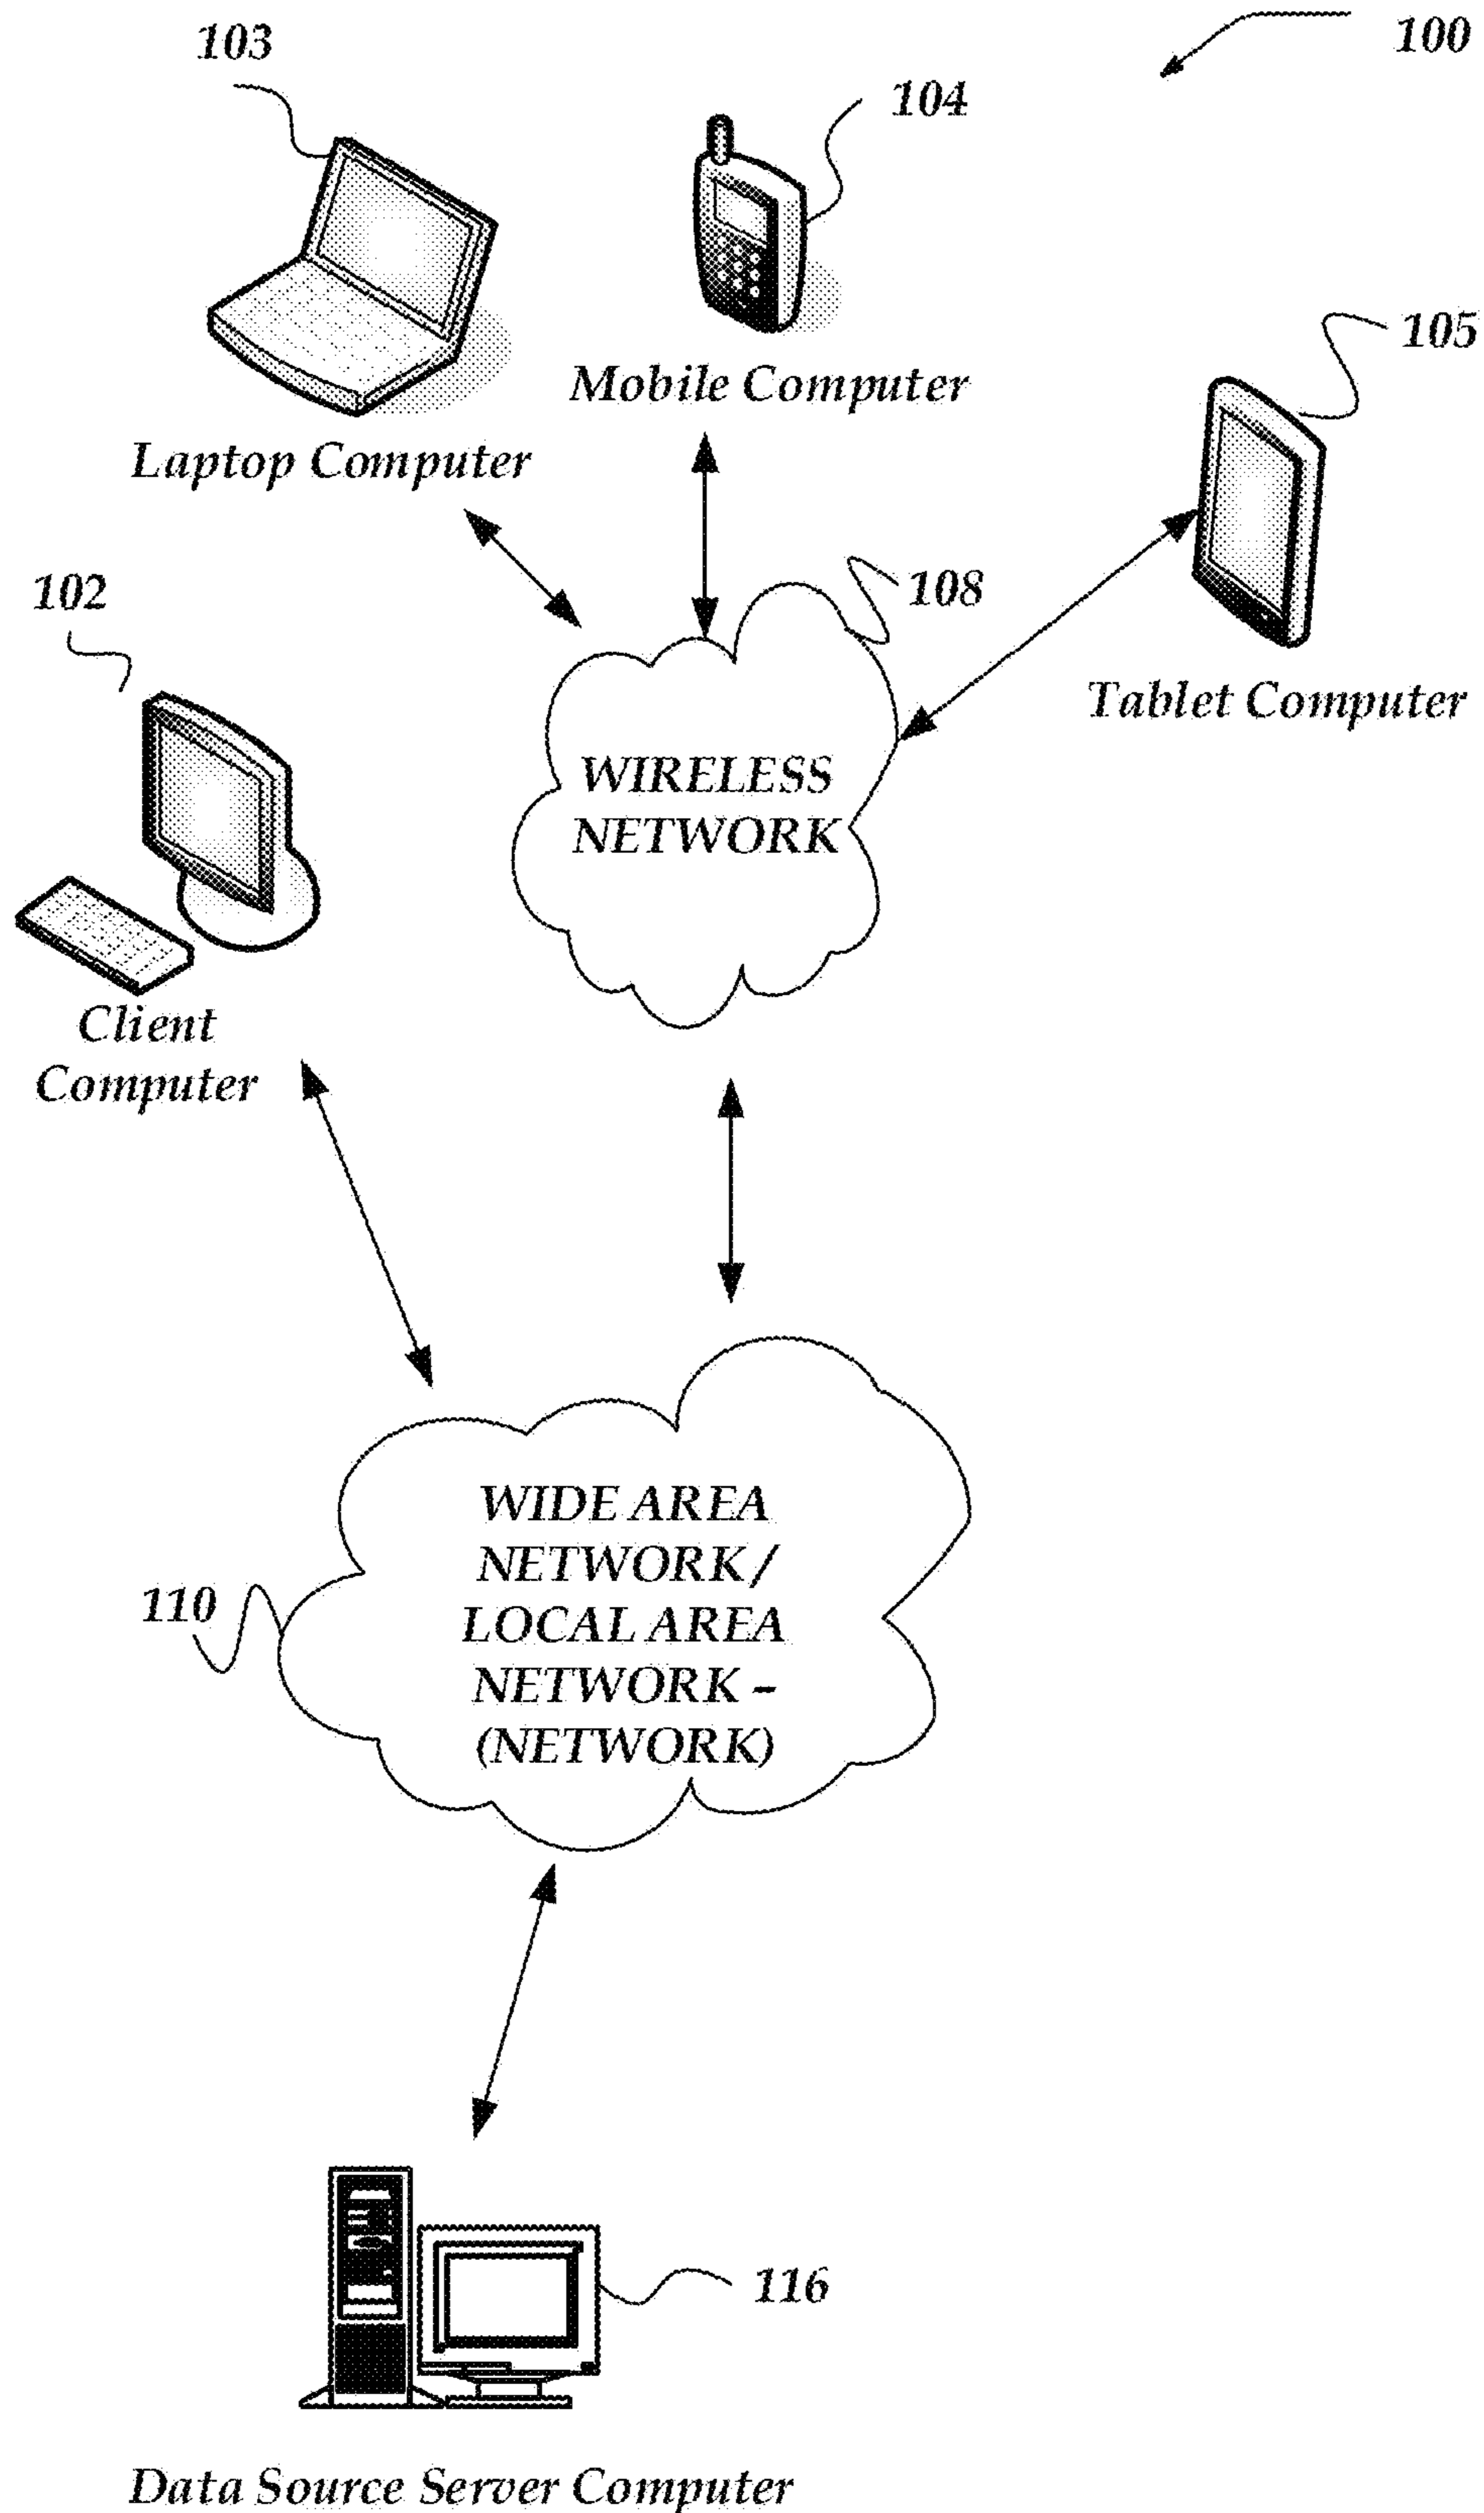 103
100
104
105
Mobile Computer
Laptop Computer
102
108
Tablet Computer
WIRELESS
NETWORK
Client
Computer
WIDE AREA
NETWORK /
LOCAL AREA
NETWORK –
(NETWORK)
110
116
Data Source Server Computer